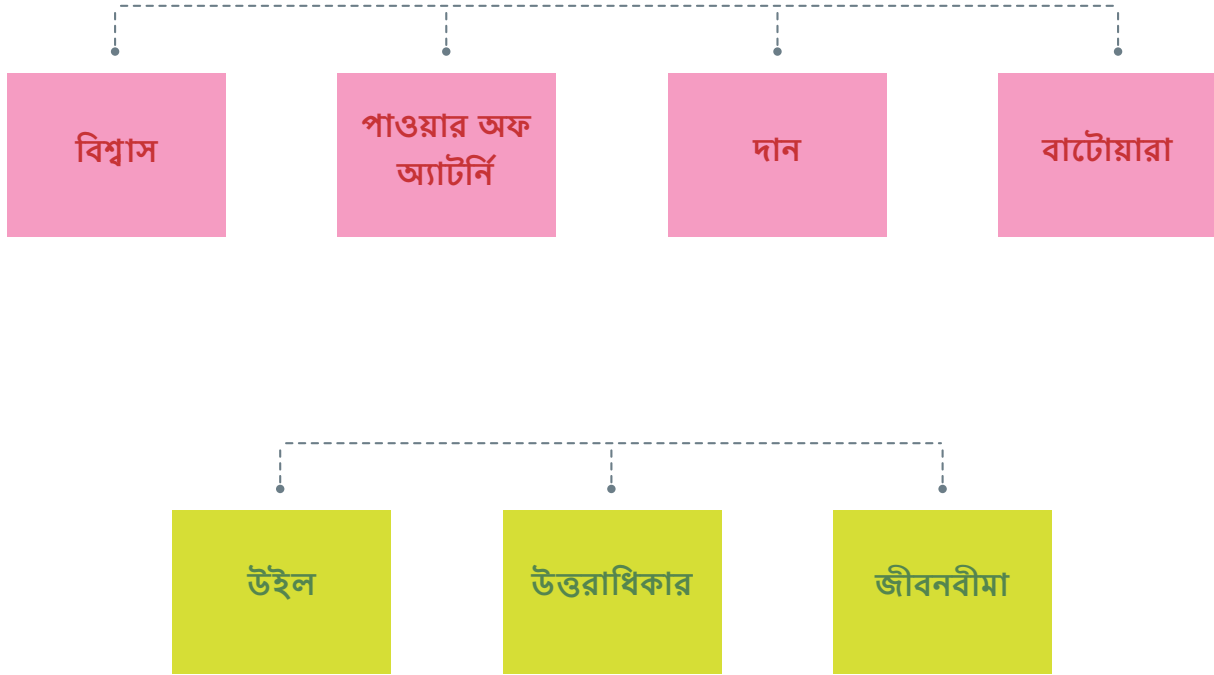 বিশ্বাস
পাওয়ার অফ
অ্যাটর্নি
দান
বাটোয়ারা
উইল
উত্তরাধিকার
জীবনবীমা